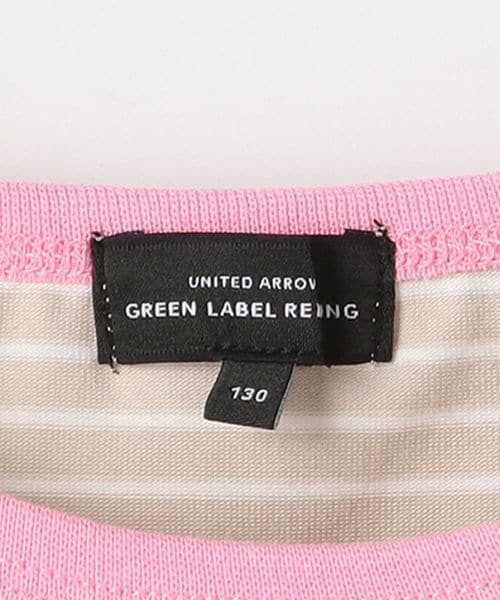 UNITED ARROW
GREEN LABEL REING
130